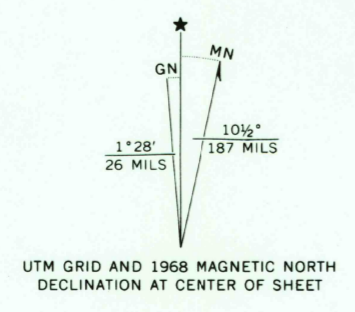 ★
MN
GN
1°28'
26 MILS
10½°
187 MILS
UTM GRID AND 1968 MAGNETIC NORTH
DECLINATION AT CENTER OF SHEET